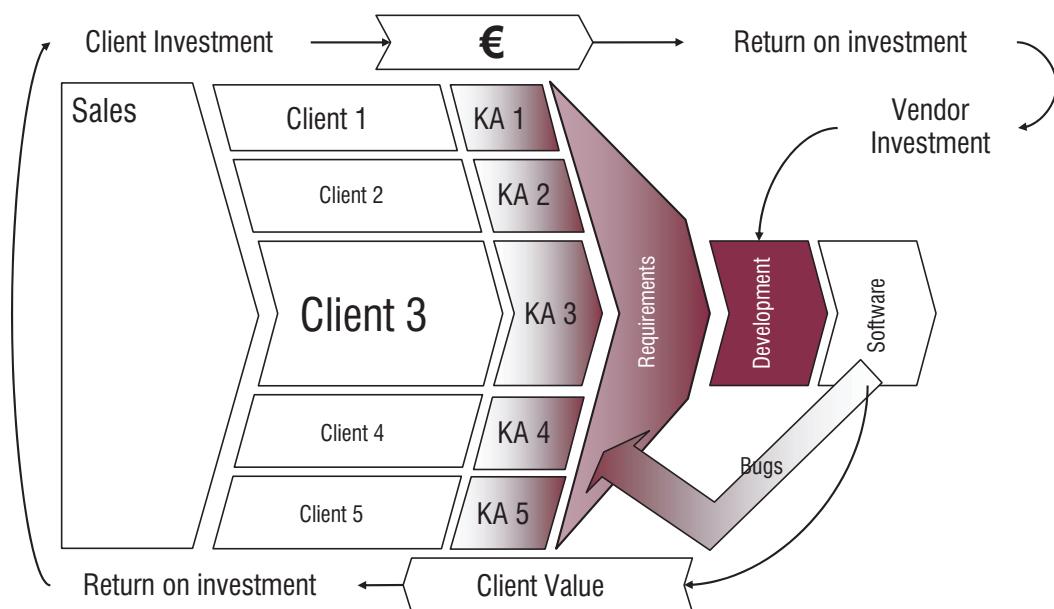 Client Investment
€
Return on investment
Vendor
Investment
Sales
Client 1
KA 1
Client 2
KA 2
Client 3
KA 3
Requirements
Development
Software
Client 4
KA 4
Bugs
Client 5
KA 5
Return on investment
Client Value